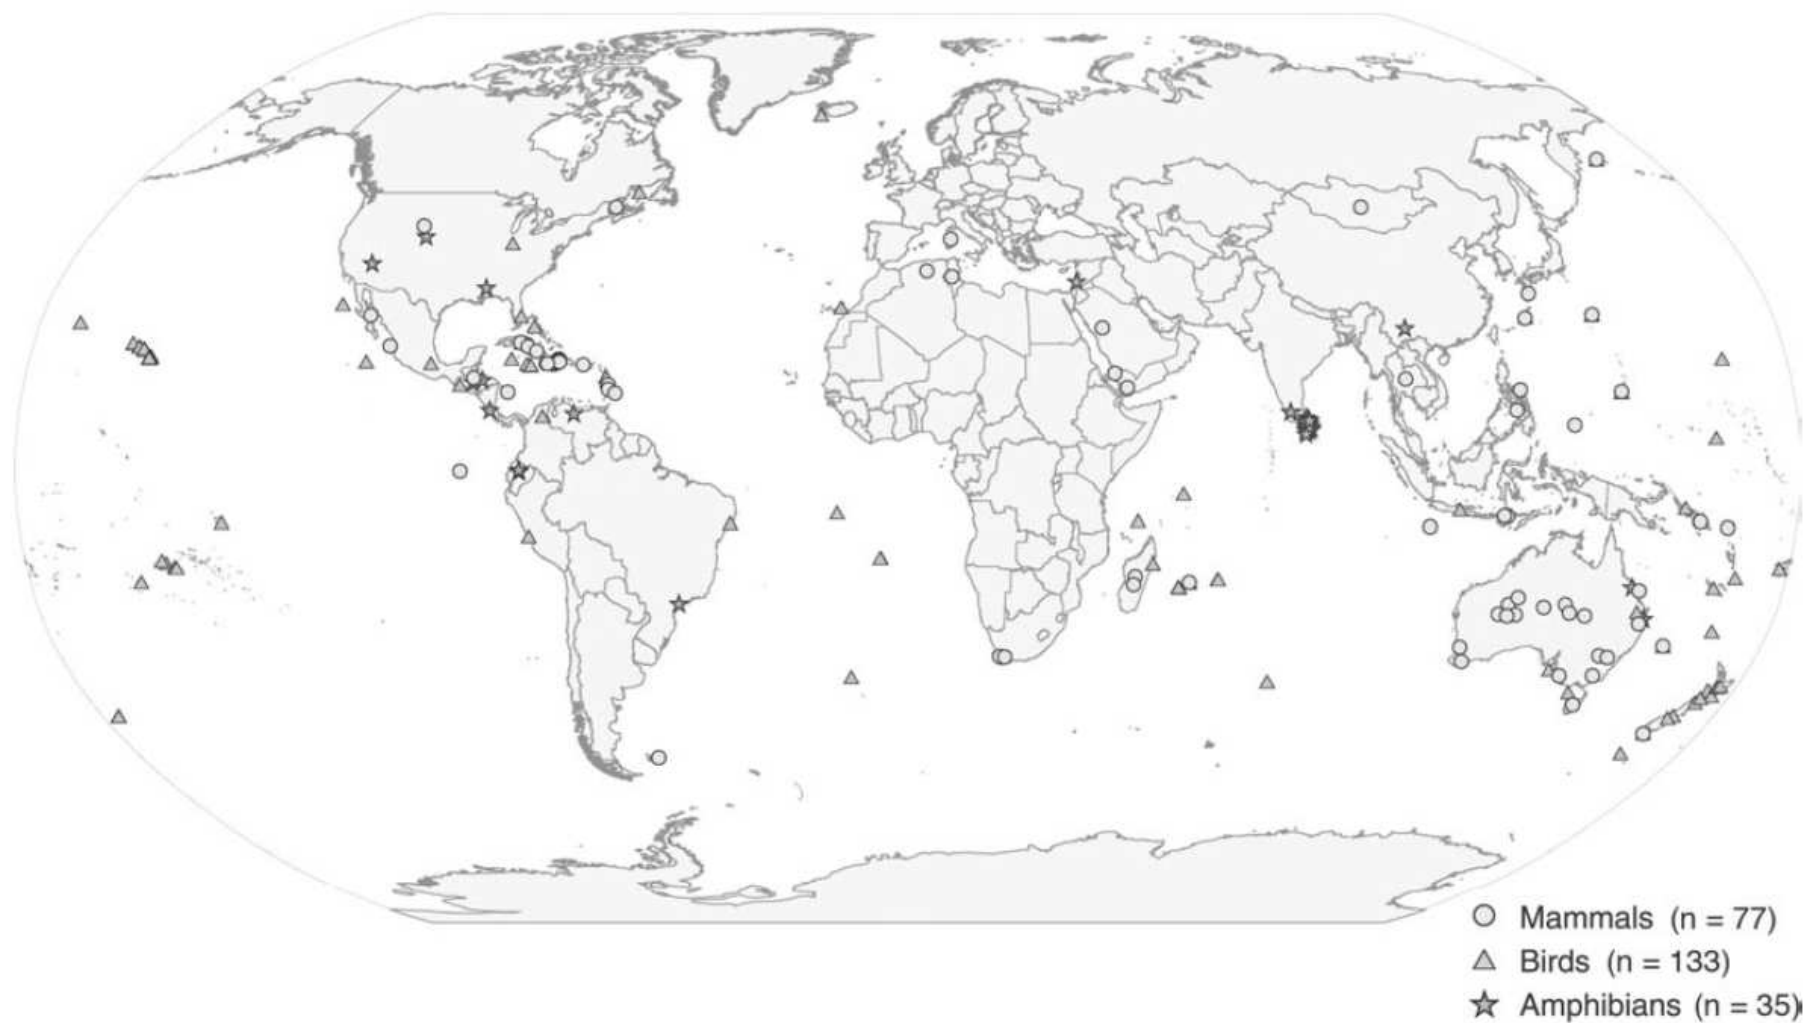 Mammals (n = 77)
Birds (n = 133)
Amphibians (n = 35)